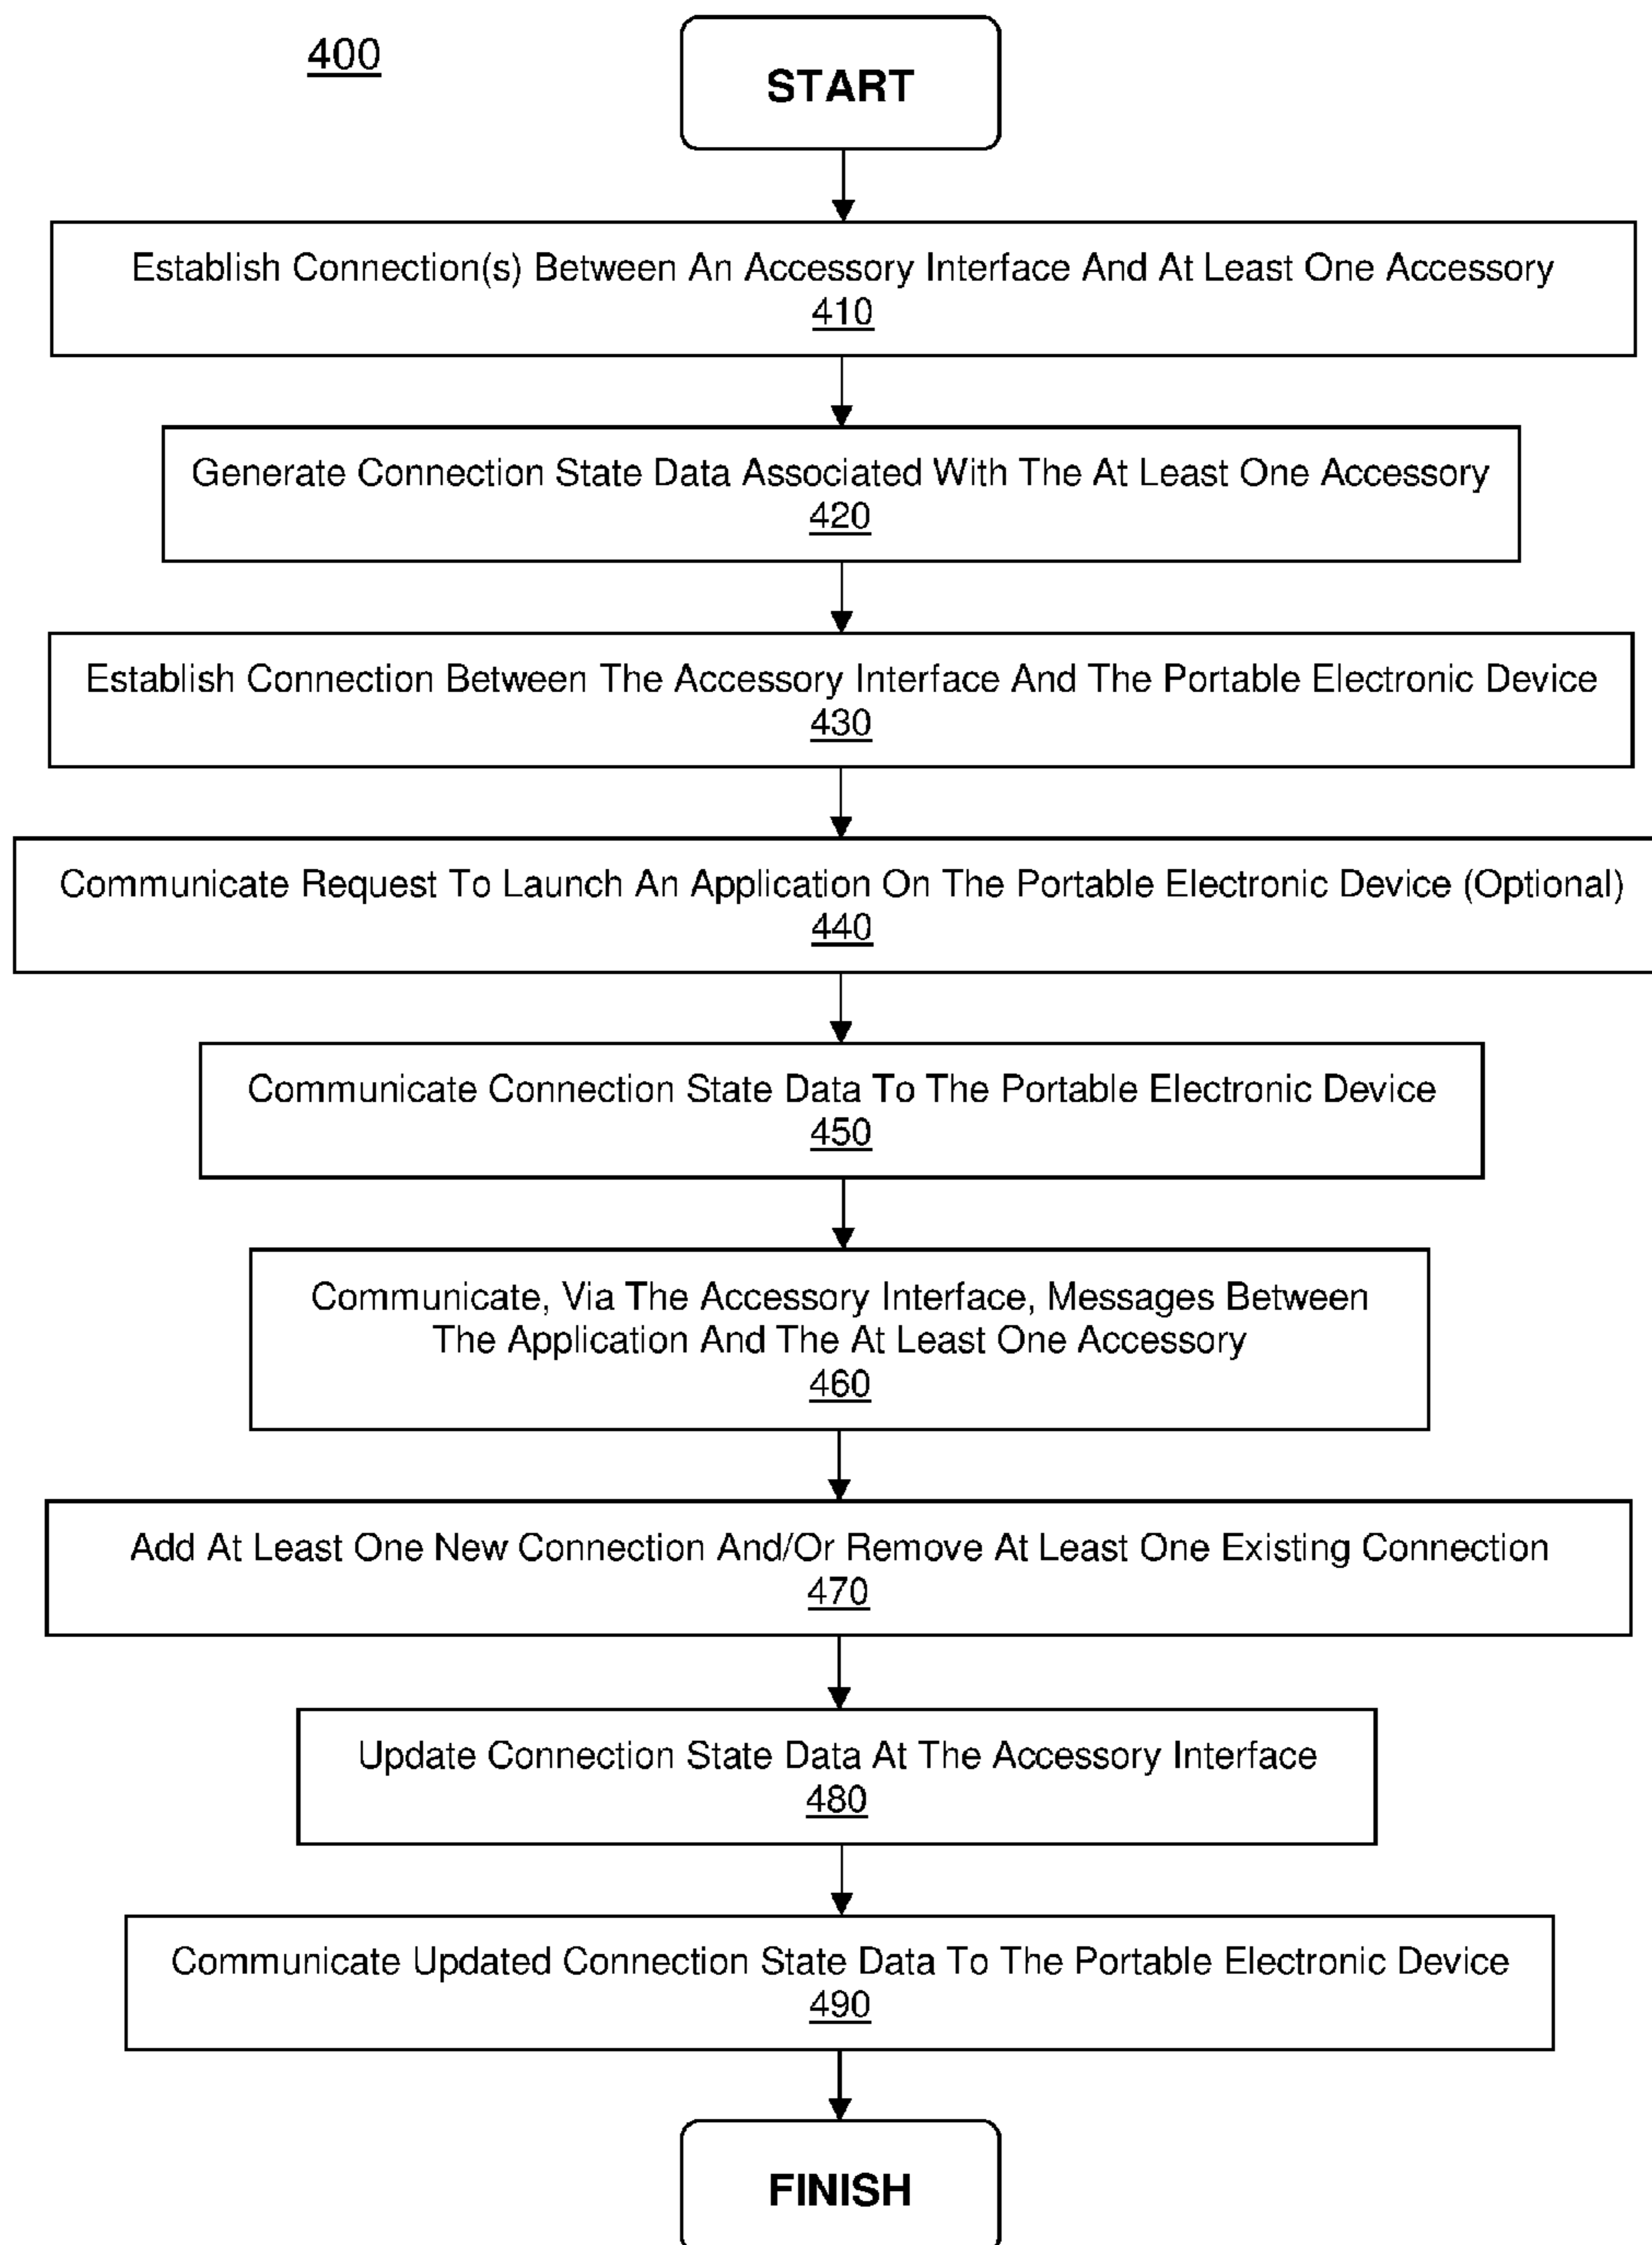 400
START
Establish Connection(s) Between An Accessory Interface And At Least One Accessory
410
Generate Connection State Data Associated With The At Least One Accessory
420
Establish Connection Between The Accessory Interface And The Portable Electronic Device
430
Communicate Request To Launch An Application On The Portable Electronic Device (Optional)
440
Communicate Connection State Data To The Portable Electronic Device
450
Communicate, Via The Accessory Interface, Messages Between
The Application And The At Least One Accessory
460
Add At Least One New Connection And/Or Remove At Least One Existing Connection
470
Update Connection State Data At The Accessory Interface
480
Communicate Updated Connection State Data To The Portable Electronic Device
490
FINISH